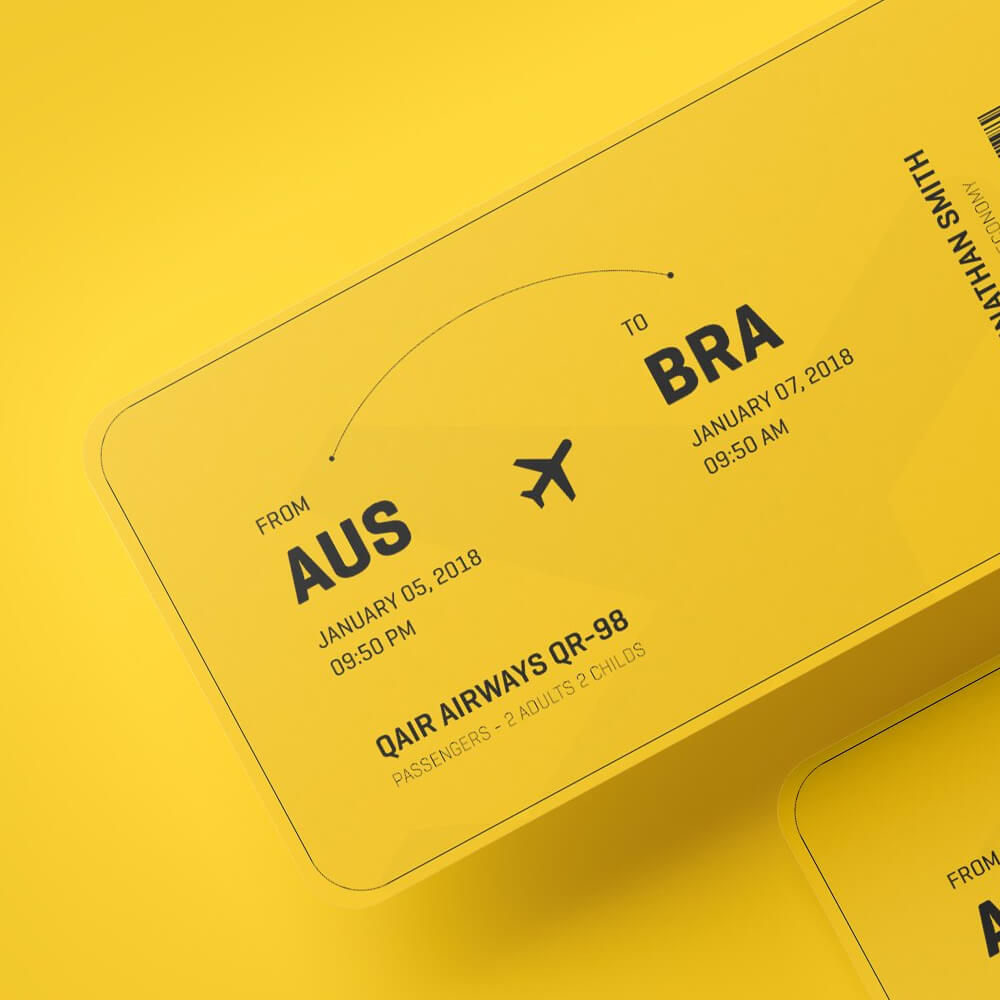 FROM
AUS
JANUARY 05, 2018
09:50 PM
TO
BRA
JANUARY 07, 2018
09:50 AM
QAIR AIRWAYS QR-98
PASSENGERS - 2 ADULTS 2 CHILDS
SMITH
FROM